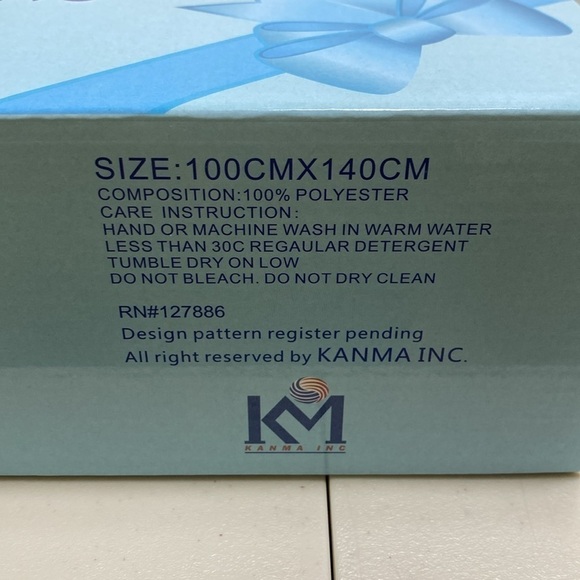 SIZE:100CMX140CM
COMPOSITION:100% POLYESTER
CARE INSTRUCTION:
HAND OR MACHINE WASH IN WARM WATER
LESS THAN 30C REGAULAR DETERGENT
TUMBLE DRY ON LOW
DO NOT BLEACH. DO NOT DRY CLEAN
RN#127886
Design pattern register pending
All right reserved by KANMA INC.
KM
KANMA INC